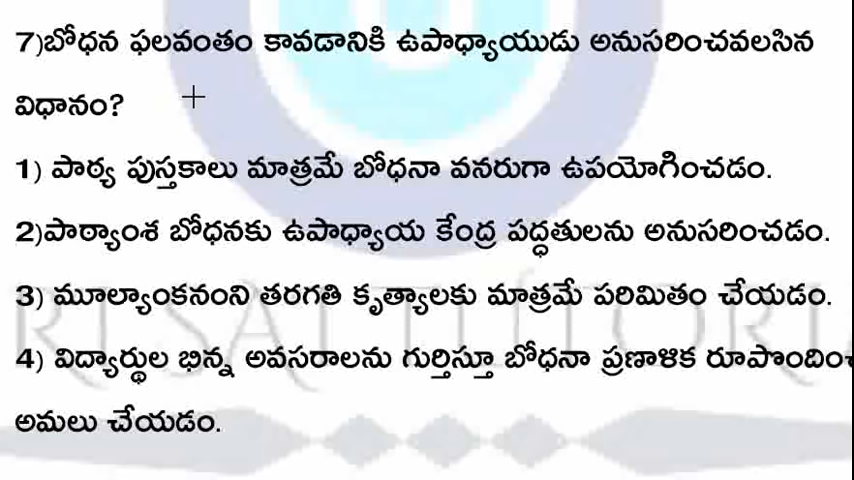 7)బోధన ఫలవంతం కావడానికి ఉపాధ్యాయుడు అనుసరించవలసిన
విధానం?
1) పాఠ్య పుస్తకాలు మాత్రమే బోధనా వనరుగా ఉపయోగించడం.
2)పాఠ్యాంశ బోధనకు ఉపాధ్యాయ కేంద్ర పద్ధతులను అనుసరించడం.
3) మూల్యాంకనంని తరగతి కృత్యాలకు మాత్రమే పరిమితం చేయడం.
4) విద్యార్థుల భిన్న అవసరాలను గుర్తిస్తూ బోధనా ప్రణాళిక రూపొందించ
అమలు చేయడం.